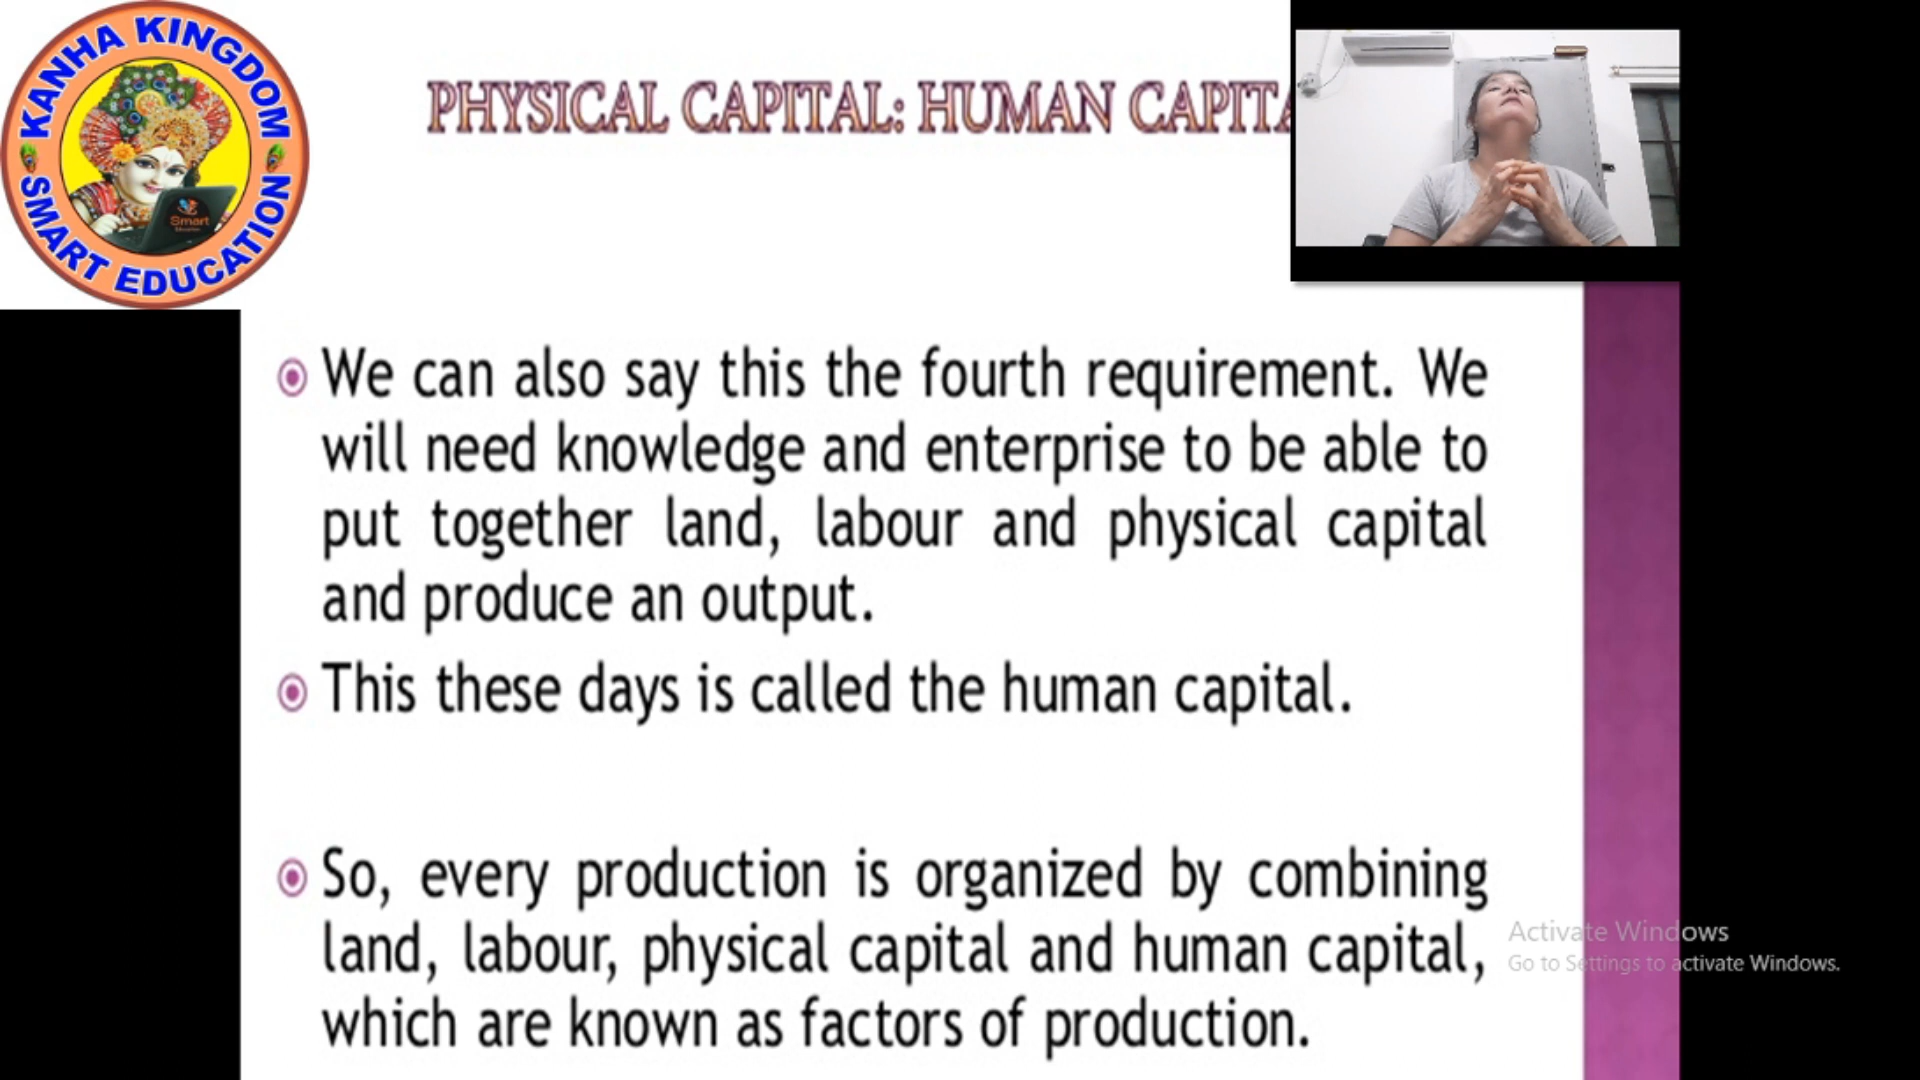 KANHA KINGDOM
SMART EDUCATION
Smart
PHYSICAL CAPITAL: HUMAN CAPITA
We can also say this the fourth requirement. We
will need knowledge and enterprise to be able to
put together land, labour and physical capital
and produce an output.
This these days is called the human capital.
So, every production is organized by combining
land, labour, physical capital and human capital,
which are known as factors of production.
Activate Windows
Go to Settings to activate Windows.